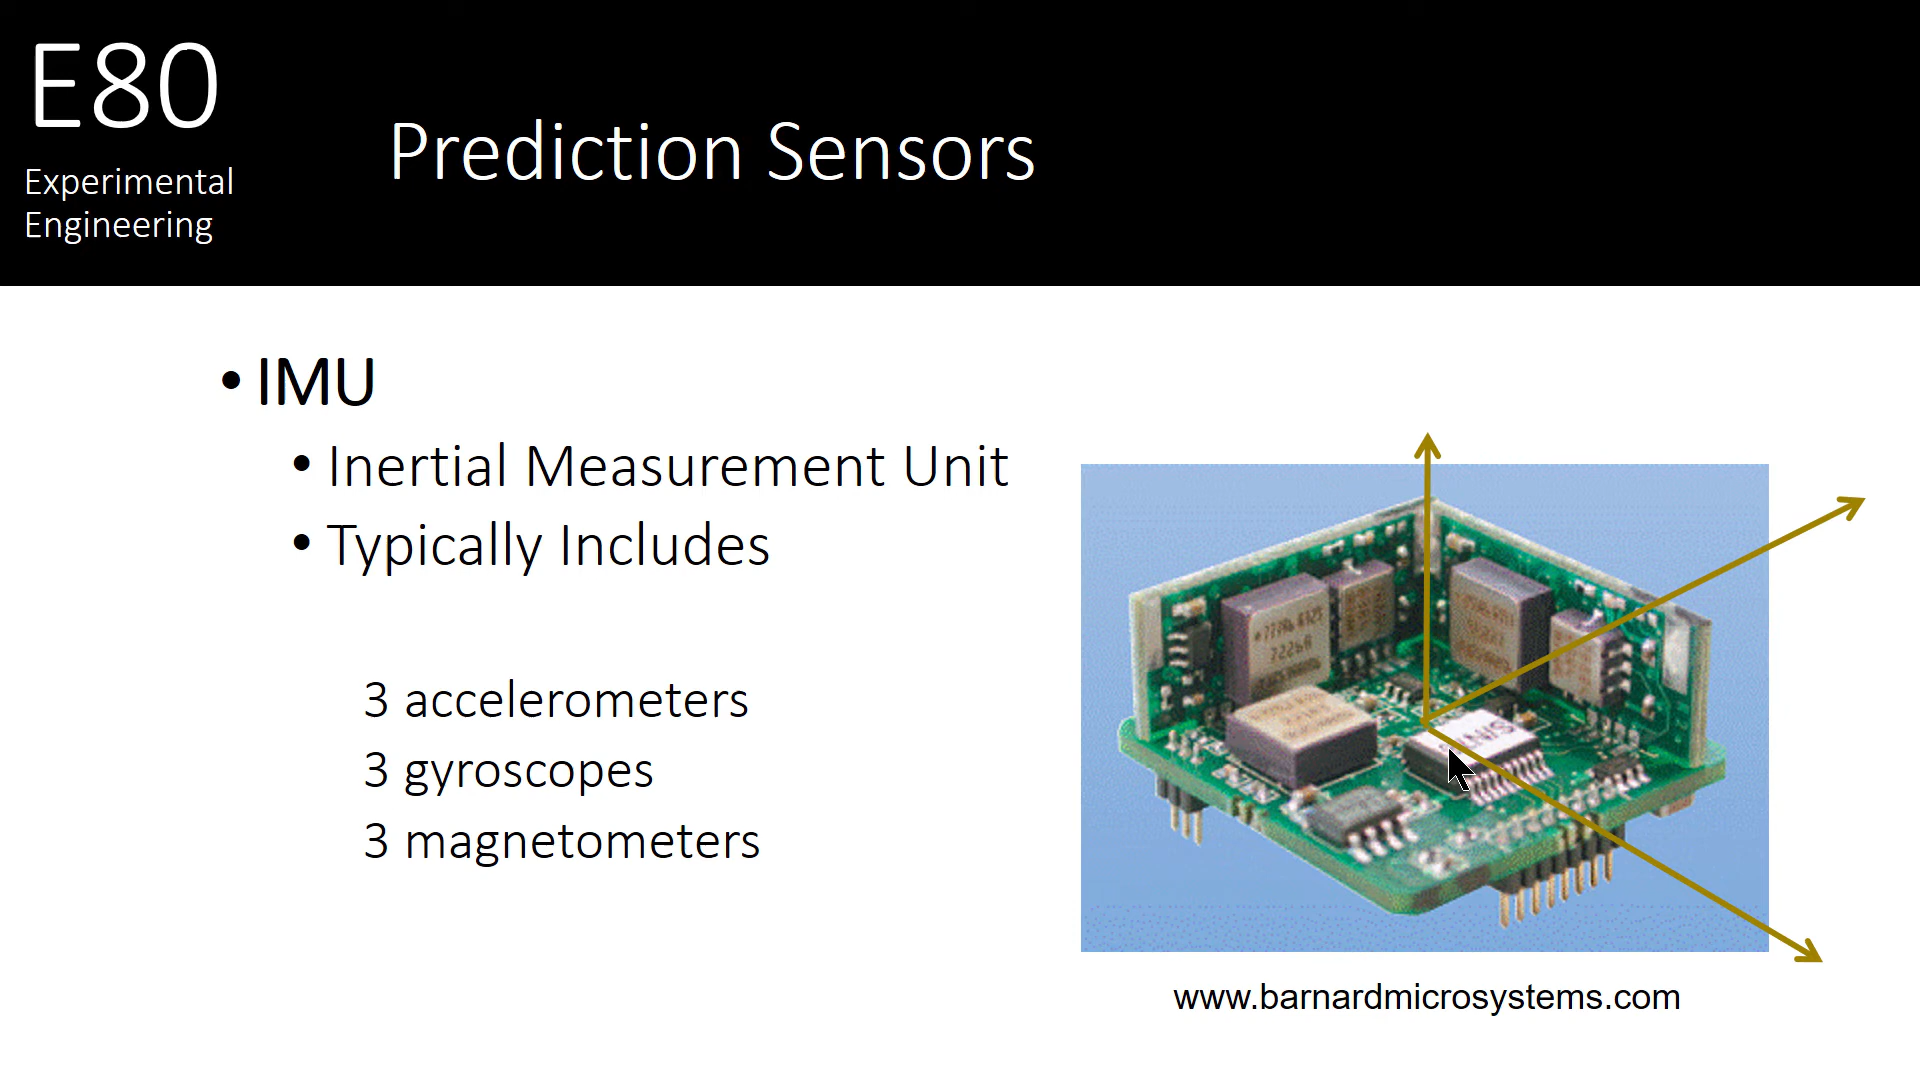 E80
Experimental
Engineering
Prediction Sensors
• IMU
• Inertial Measurement Unit
• Typically Includes
3 accelerometers
3 gyroscopes
3 magnetometers
www.barnardmicrosystems.com